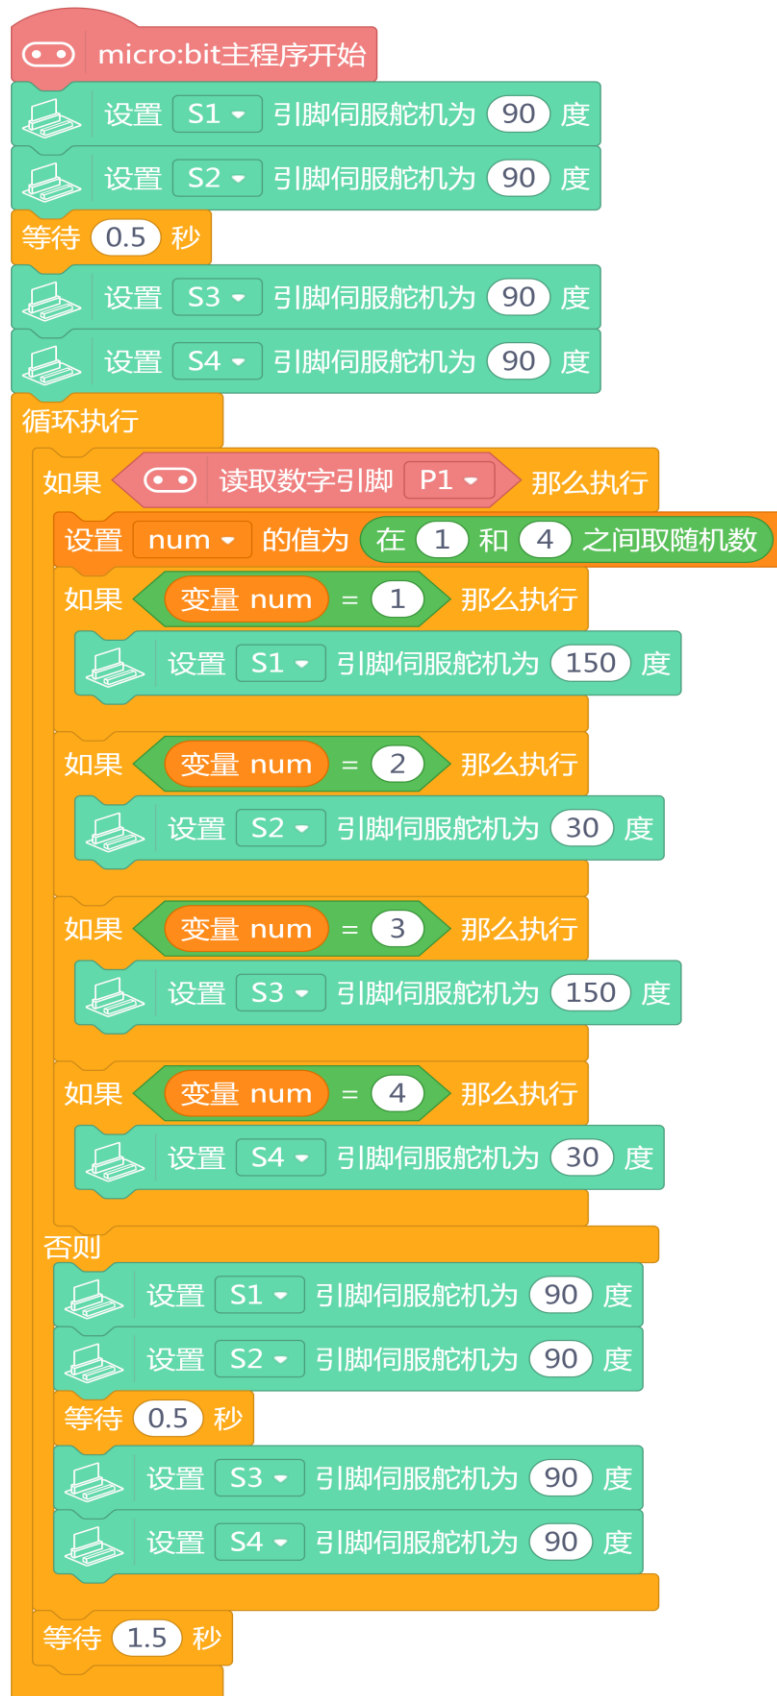 micro:bit主程序开始
设置 S1 引脚伺服舵机为 90 度
设置 S2 引脚伺服舵机为 90 度
等待 0.5 秒
设置 S3 引脚伺服舵机为 90 度
设置 S4 引脚伺服舵机为 90 度
循环执行
如果 读取数字引脚 P1 那么执行
设置 num 的值为 在 1 和 4 之间取随机数
如果 变量 num = 1 那么执行
设置 S1 引脚伺服舵机为 150 度
如果 变量 num = 2 那么执行
设置 S2 引脚伺服舵机为 30 度
如果 变量 num = 3 那么执行
设置 S3 引脚伺服舵机为 150 度
如果 变量 num = 4 那么执行
设置 S4 引脚伺服舵机为 30 度
否则
设置 S1 引脚伺服舵机为 90 度
设置 S2 引脚伺服舵机为 90 度
等待 0.5 秒
设置 S3 引脚伺服舵机为 90 度
设置 S4 引脚伺服舵机为 90 度
等待 1.5 秒